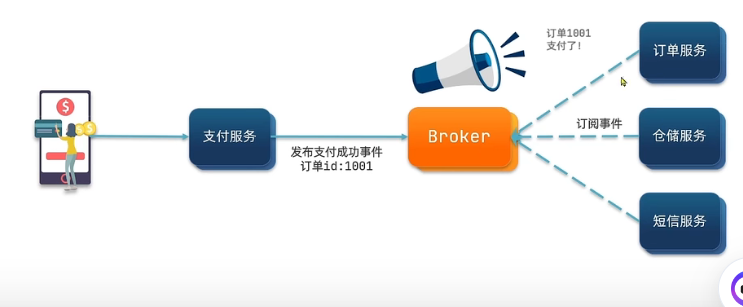 订单1001
支付了!
订单服务
支付服务
Broker
订阅事件
仓储服务
发布支付成功事件
订单id:1001
短信服务